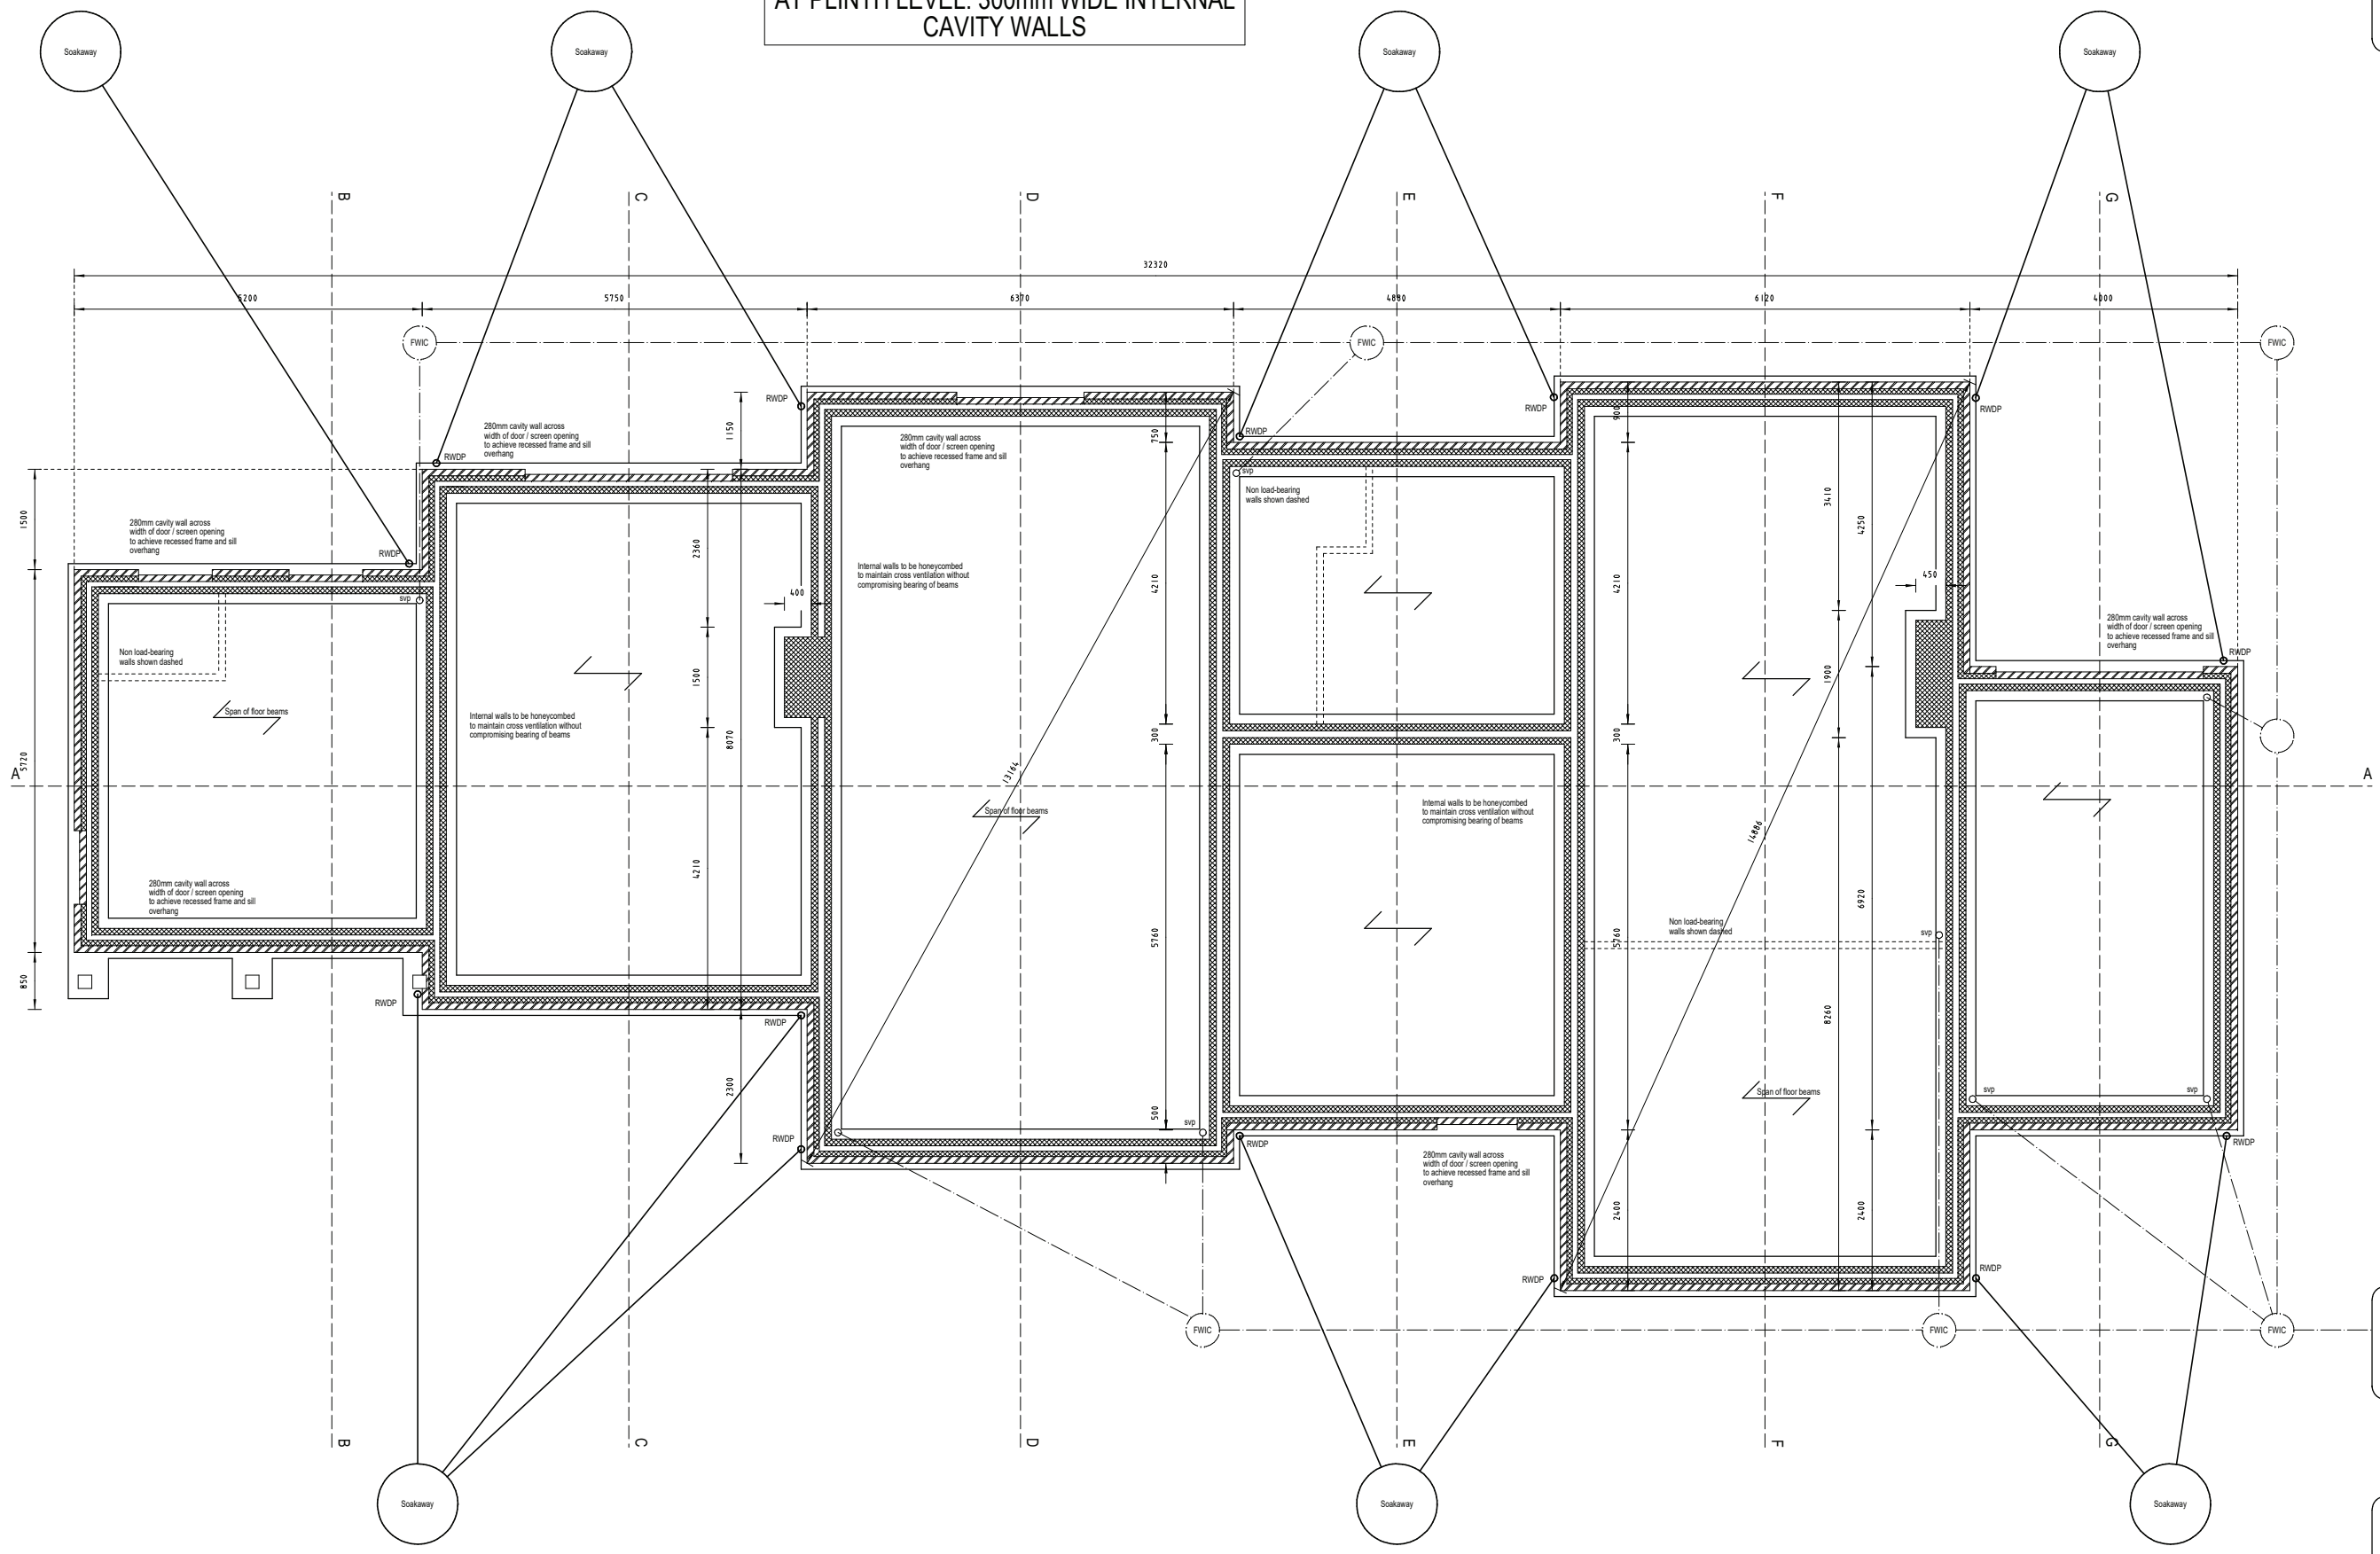 AT PLINTH LEVEL. 300mm WIDE INTERNAL
CAVITY WALLS
Soakaway
Soakaway
Soakaway
Soakaway
B
C
D
E
F
G
32320
5200
5750
6370
4880
6120
4000
FWIC
FWIC
FWIC
RWDP
RWDP
RWDP
RWDP
RWDP
RWDP
RWDP
RWDP
280mm cavity wall across
width of door / screen opening
to achieve recessed frame and sill
overhang
280mm cavity wall across
width of door / screen opening
to achieve recessed frame and sill
overhang
280mm cavity wall across
width of door / screen opening
to achieve recessed frame and sill
overhang
280mm cavity wall across
width of door / screen opening
to achieve recessed frame and sill
overhang
1150
750
900
1500
2360
400
4210
4210
3410
4250
450
svp
svp
Non load-bearing
walls shown dashed
Internal walls to be honeycombed
to maintain cross ventilation without
compromising bearing of beams
Non load-bearing
walls shown dashed
Span of floor beams
Internal walls to be honeycombed
to maintain cross ventilation without
compromising bearing of beams
1500
8070
300
300
1900
5720
A
A
13164
14886
Span of floor beams
Internal walls to be honeycombed
to maintain cross ventilation without
compromising bearing of beams
280mm cavity wall across
width of door / screen opening
to achieve recessed frame and sill
overhang
4210
5760
5760
6920
Non load-bearing
walls shown dashed
svp
850
RWDP
RWDP
8260
2300
500
Span of floor beams
svp
svp
svp
RWDP
RWDP
RWDP
280mm cavity wall across
width of door / screen opening
to achieve recessed frame and sill
overhang
2400
2400
RWDP
RWDP
FWIC
FWIC
FWIC
B
C
D
E
F
G
Soakaway
Soakaway
Soakaway